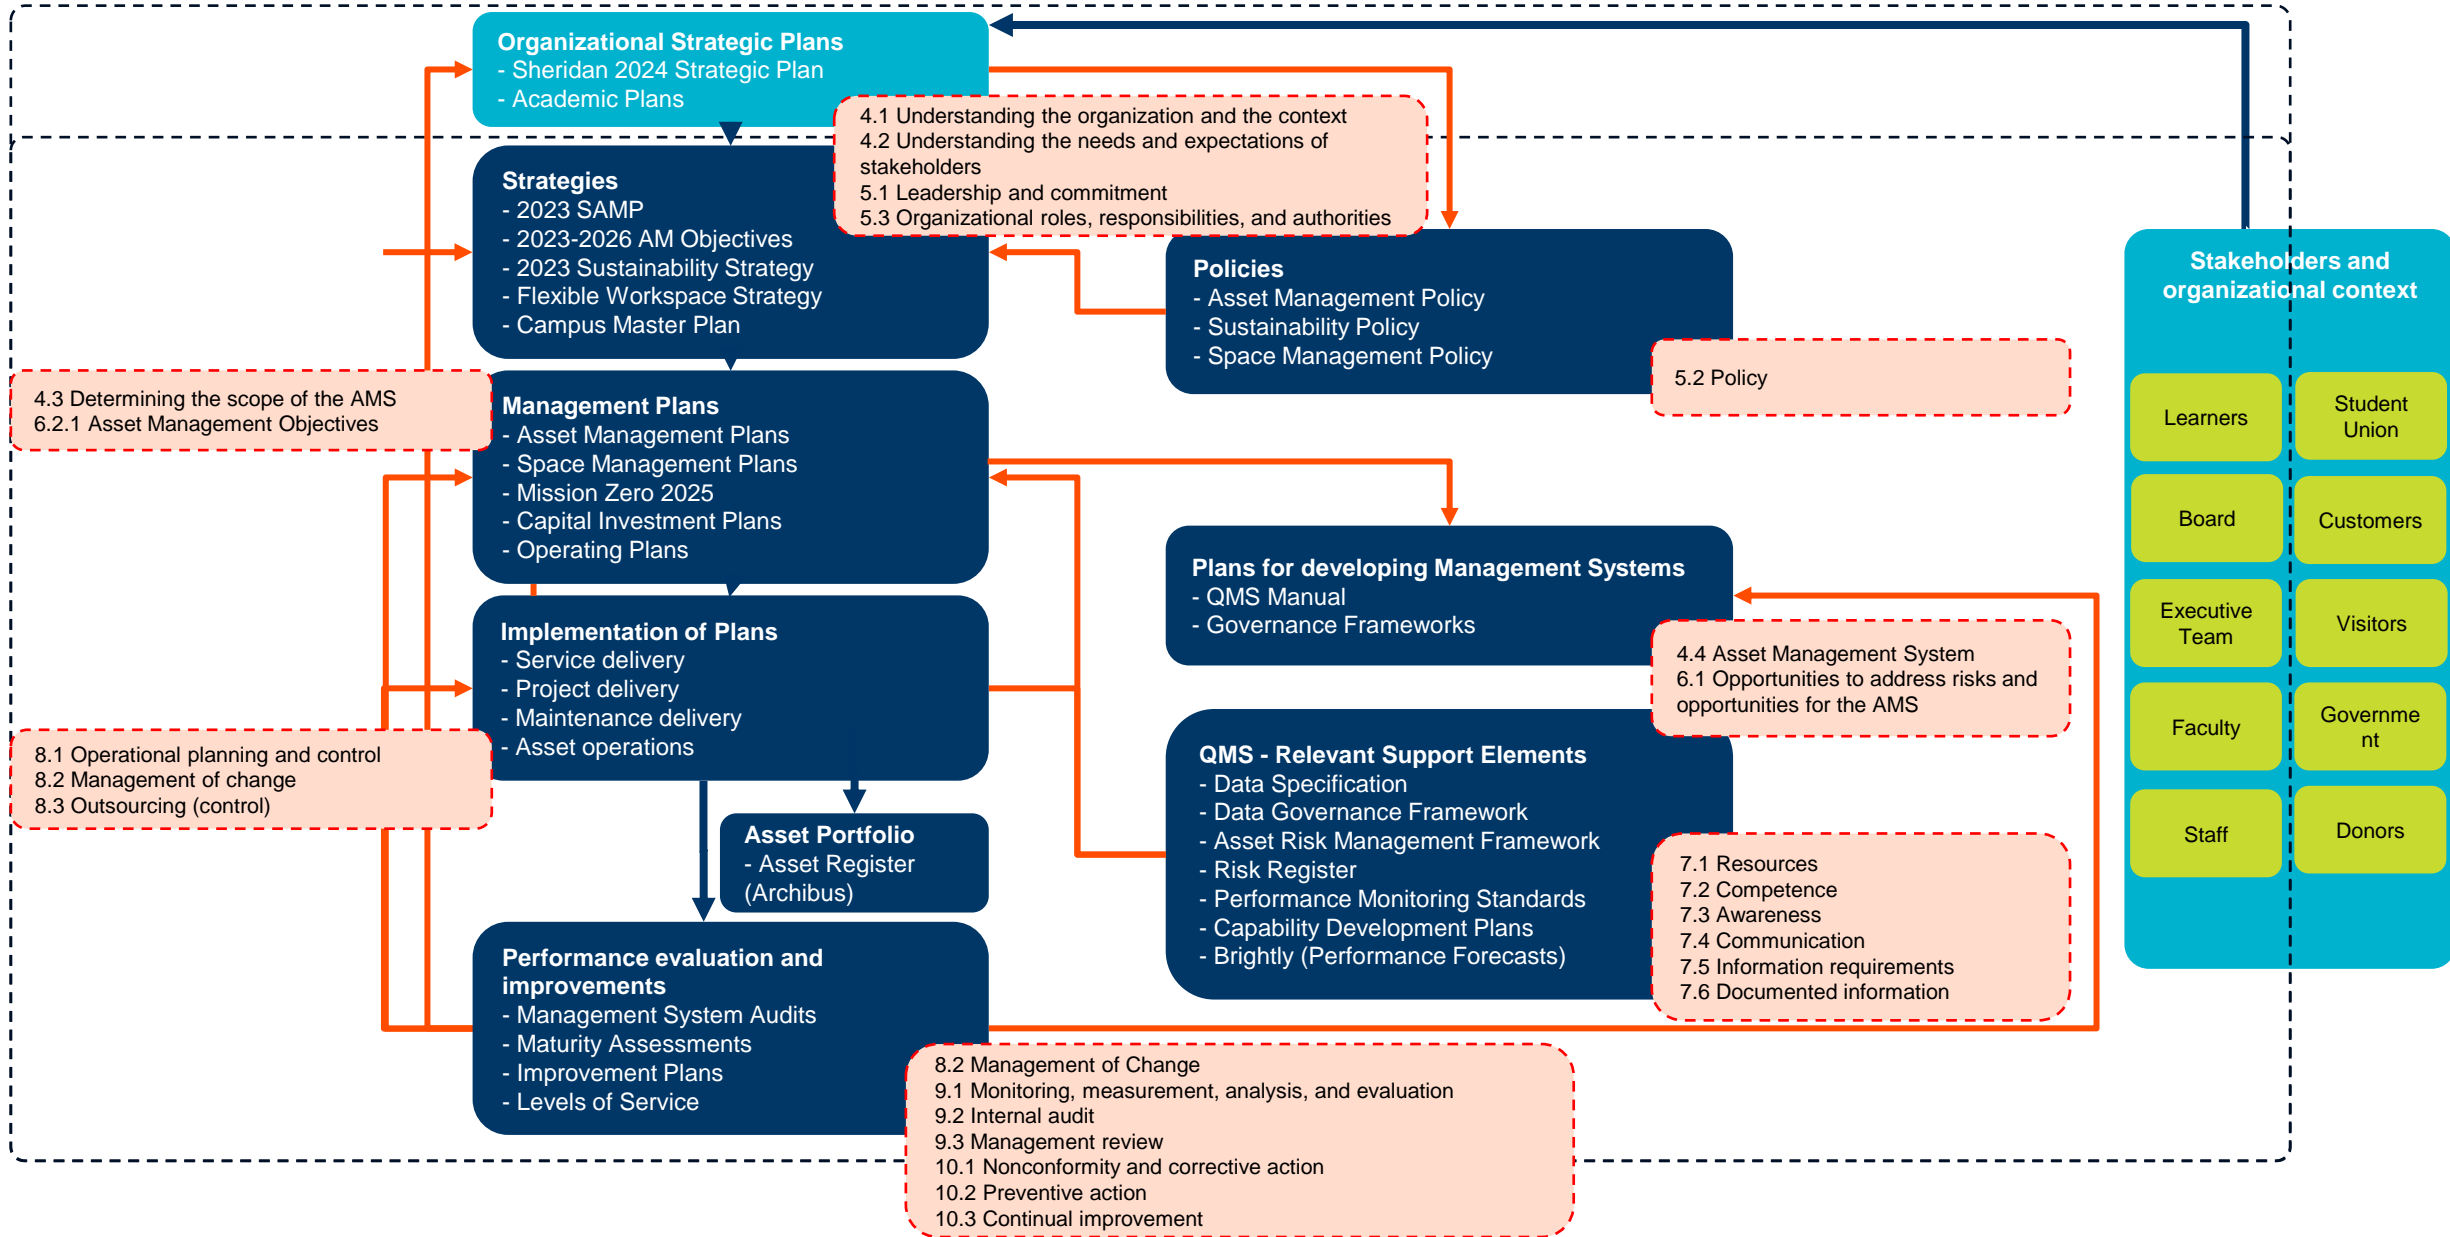 Organizational Strategic Plans
- Sheridan 2024 Strategic Plan
- Academic Plans
4.1 Understanding the organization and the context
4.2 Understanding the needs and expectations of
stakeholders
5.1 Leadership and commitment
5.3 Organizational roles, responsibilities, and authorities
Strategies
- 2023 SAMP
- 2023-2026 AM Objectives
- 2023 Sustainability Strategy
- Flexible Workspace Strategy
- Campus Master Plan
Policies
- Asset Management Policy
- Sustainability Policy
- Space Management Policy
5.2 Policy
4.3 Determining the scope of the AMS
6.2.1 Asset Management Objectives
Management Plans
- Asset Management Plans
- Space Management Plans
- Mission Zero 2025
- Capital Investment Plans
- Operating Plans
Plans for developing Management Systems
- QMS Manual
- Governance Frameworks
4.4 Asset Management System
6.1 Opportunities to address risks and
opportunities for the AMS
Implementation of Plans
- Service delivery
- Project delivery
- Maintenance delivery
- Asset operations
8.1 Operational planning and control
8.2 Management of change
8.3 Outsourcing (control)
Asset Portfolio
- Asset Register
(Archibus)
QMS - Relevant Support Elements
- Data Specification
- Data Governance Framework
- Asset Risk Management Framework
- Risk Register
- Performance Monitoring Standards
- Capability Development Plans
- Brightly (Performance Forecasts)
7.1 Resources
7.2 Competence
7.3 Awareness
7.4 Communication
7.5 Information requirements
7.6 Documented information
Performance evaluation and
improvements
- Management System Audits
- Maturity Assessments
- Improvement Plans
- Levels of Service
8.2 Management of Change
9.1 Monitoring, measurement, analysis, and evaluation
9.2 Internal audit
9.3 Management review
10.1 Nonconformity and corrective action
10.2 Preventive action
10.3 Continual improvement
Stakeholders and
organizational context
Learners
Student
Union
Board
Customers
Executive
Team
Visitors
Faculty
Governme
nt
Staff
Donors